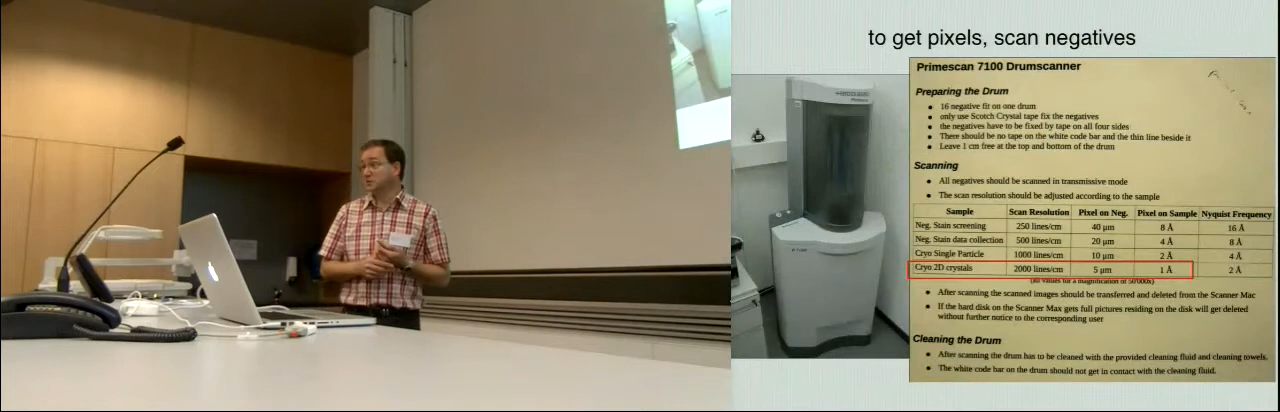 to get pixels, scan negatives
Primescan 7100 Drumscanner
Preparing the Drum
16 negative fit on one drum
only use Scotch Crystal tape fix the negatives
the negatives have to be fixed by tape on all four sides
There should be no tape on the white code bar and the thin line beside it
Leave 1 cm free at the top and bottom of the drum
Scanning
All negatives should be scanned in transmissive mode
The scan resolution should be adjusted according to the sample
Sample Scan Resolution Pixel on Neg. Pixel on Sample Nyquist Frequency
Neg. Stain screening 250 lines/cm 40 µm 8 Å 16 Å
Neg. Stain data collection 500 lines/cm 20 µm 4 Å 8 Å
Cryo Single Particle 1000 lines/cm 10 µm 2 Å 4 Å
Cryo 2D crystals 2000 lines/cm 5 µm 1 Å 2 Å
(all values for a magnification of 50'000x)
After scanning the scanned images should be transferred and deleted from the Scanner Mac
If the hard disk on the Scanner Max gets full pictures residing on the disk will get deleted
without further notice to the corresponding user
Cleaning the Drum
After scanning the drum has to be cleaned with the provided cleaning fluid and cleaning towels.
The white code bar on the drum should not get in contact with the cleaning fluid.